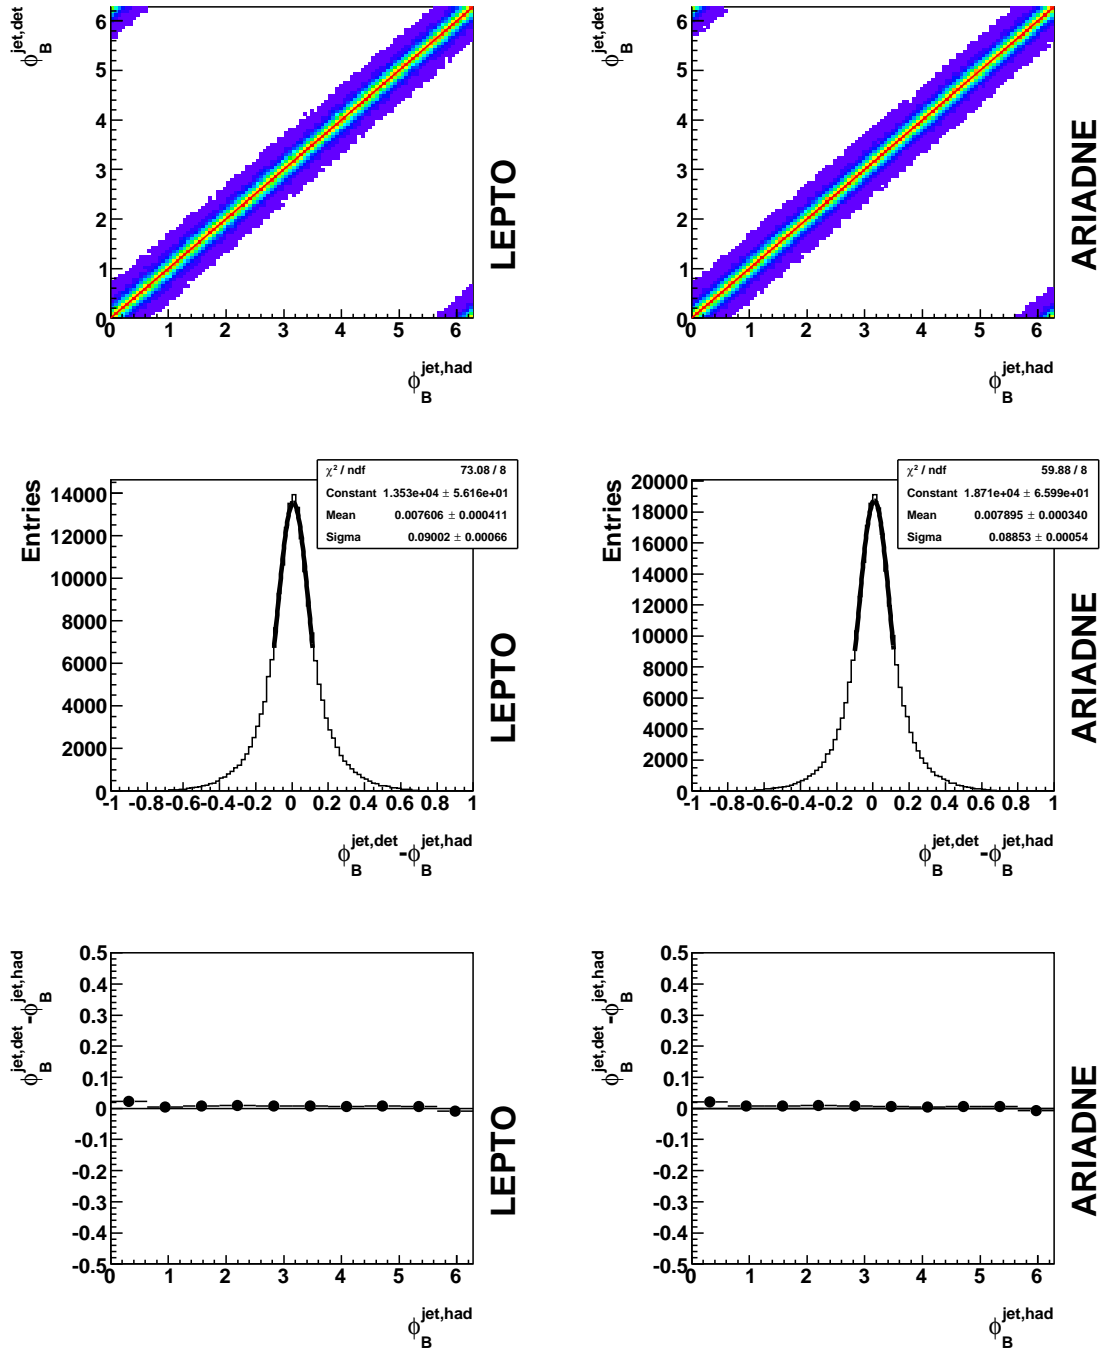 ϕ_B^jet,det
6
5
4
3
2
1
0
0 1 2 3 4 5 6
ϕ_B^jet,had
LEPTO
ϕ_B^jet,det
6
5
4
3
2
1
0
0 1 2 3 4 5 6
ϕ_B^jet,had
ARIADNE
Entries
14000
12000
10000
8000
6000
4000
2000
0
-1 -0.8 -0.6 -0.4 -0.2 0 0.2 0.4 0.6 0.8 1
χ² / ndf 73.08 / 8
Constant 1.353e+04 ± 5.616e+01
Mean 0.007606 ± 0.000411
Sigma 0.09002 ± 0.00066
ϕ_B^jet,det-ϕ_B^jet,had
LEPTO
Entries
20000
18000
16000
14000
12000
10000
8000
6000
4000
2000
0
-1 -0.8 -0.6 -0.4 -0.2 0 0.2 0.4 0.6 0.8 1
χ² / ndf 59.88 / 8
Constant 1.871e+04 ± 6.599e+01
Mean 0.007895 ± 0.000340
Sigma 0.08853 ± 0.00054
ϕ_B^jet,det-ϕ_B^jet,had
ARIADNE
ϕ_B^jet,det-ϕ_B^jet,had
0.5
0.4
0.3
0.2
0.1
0
-0.1
-0.2
-0.3
-0.4
-0.5
0 1 2 3 4 5 6
ϕ_B^jet,had
LEPTO
ϕ_B^jet,det-ϕ_B^jet,had
0.5
0.4
0.3
0.2
0.1
0
-0.1
-0.2
-0.3
-0.4
-0.5
0 1 2 3 4 5 6
ϕ_B^jet,had
ARIADNE